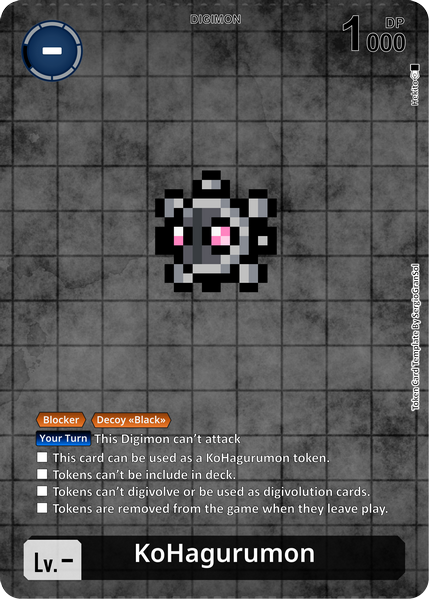 DIGIMON
DP
1000
-
Hekito
Token Card Template By SergioGranSol
Blocker Decoy «Black»
Your Turn This Digimon can't attack
This card can be used as a KoHagurumon token.
Tokens can't be include in deck.
Tokens can't digivolve or be used as digivolution cards.
Tokens are removed from the game when they leave play.
Lv.- KoHagurumon